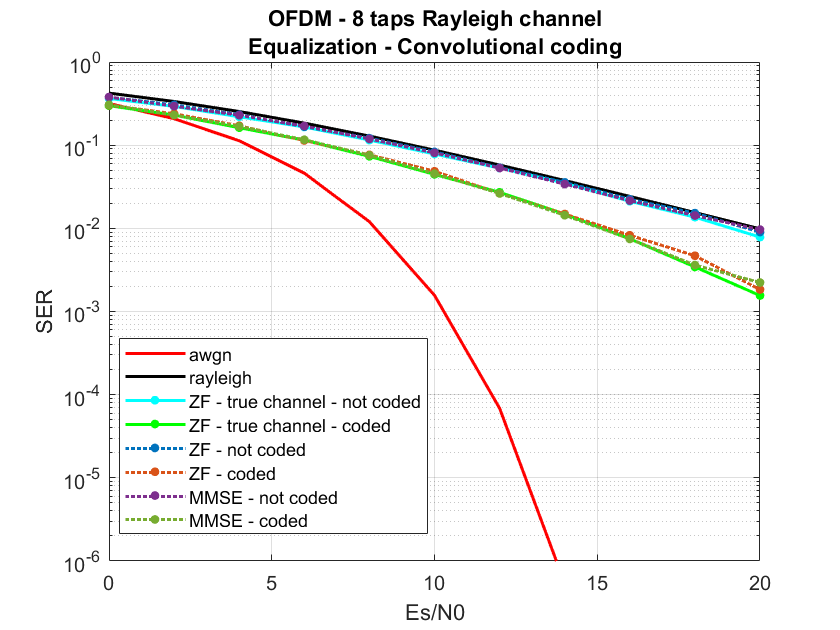 OFDM - 8 taps Rayleigh channel
Equalization - Convolutional coding
10^0
10^-1
10^-2
10^-3
10^-4
10^-5
10^-6
SER
awgn
rayleigh
ZF - true channel - not coded
ZF - true channel - coded
ZF - not coded
ZF - coded
MMSE - not coded
MMSE - coded
0 5 10 15 20
Es/N0